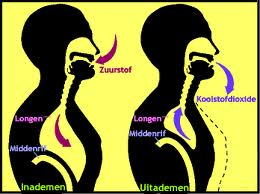 Zuurstof
Longen
Middenrif
Inademen
Koolstofdioxide
Longen
Middenrif
Uitademen